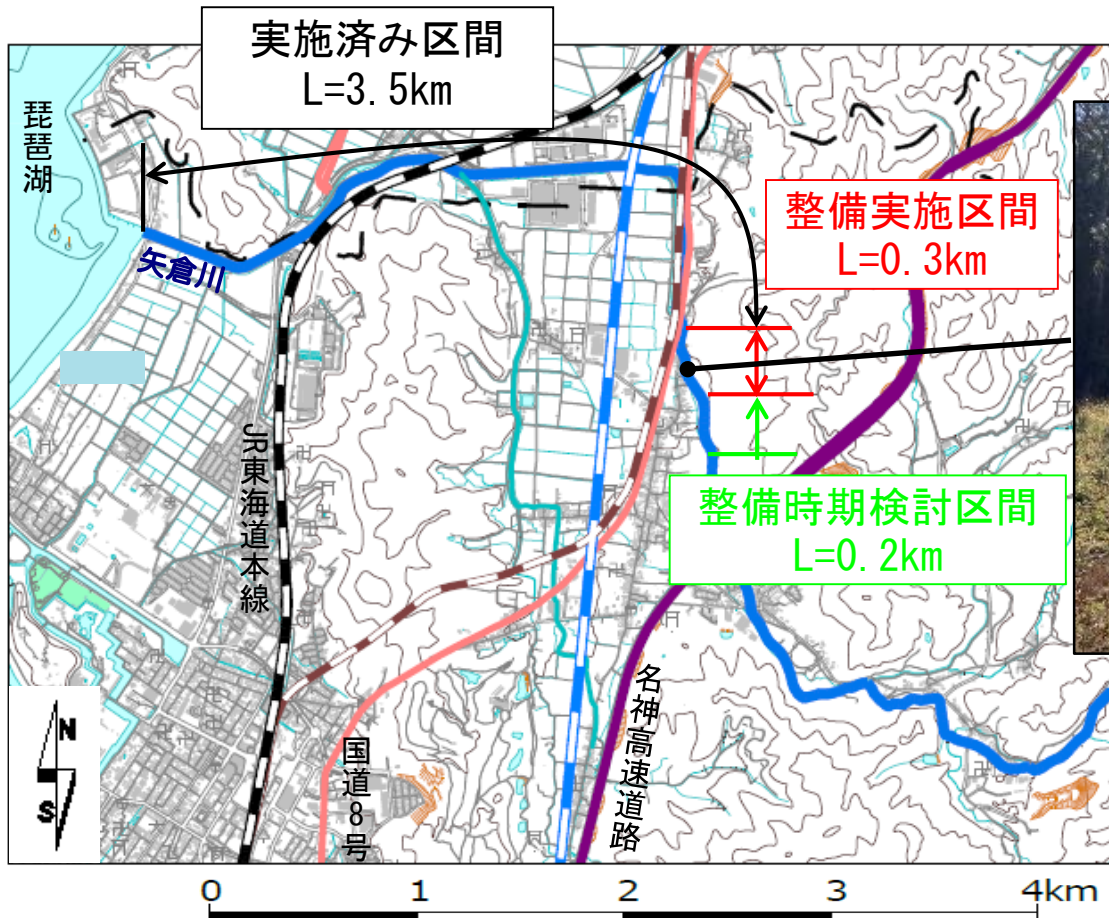 実施済み区間
L=3.5km
琵琶湖
矢倉川
整備実施区間
L=0.3km
整備時期検討区間
L=0.2km
JR東海道本線
国道8号
名神高速道路
N
S
0 1 2 3 4km